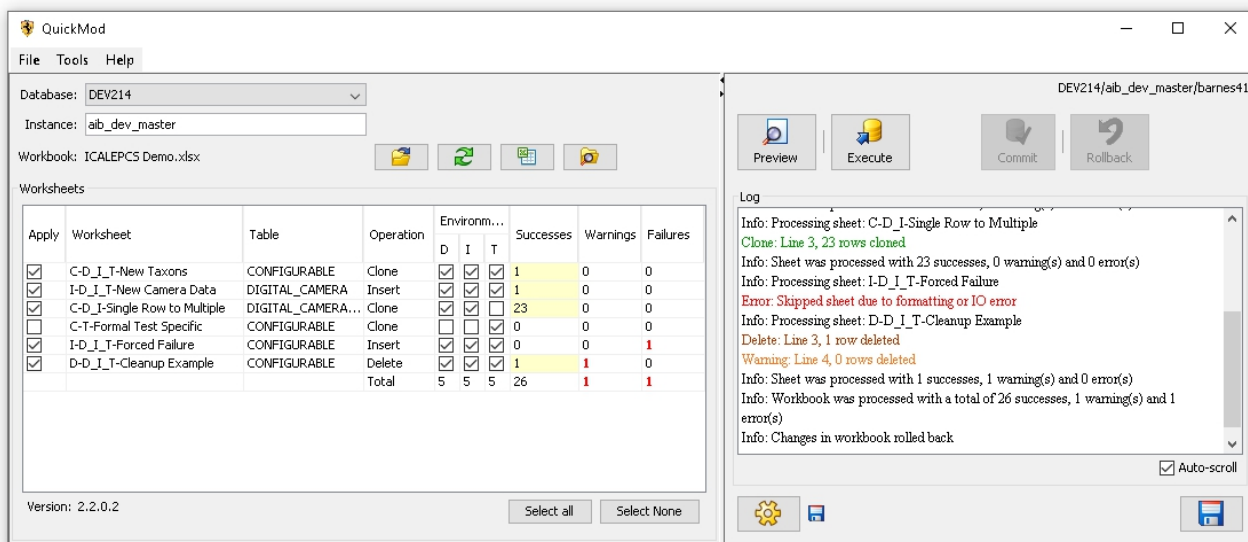 QuickMod
File Tools Help
Database: DEV214
Instance: aib_dev_master
Workbook: ICALEPCS Demo.xlsx
Worksheets
Apply Worksheet Table Operation Environm... Successes Warnings Failures
D I T
C-D_I_T-New Taxons CONFIGURABLE Clone 1 0 0
I-D_I_T-New Camera Data DIGITAL_CAMERA Insert 1 0 0
C-D_I-Single Row to Multiple DIGITAL_CAMERA... Clone 23 0 0
C-T-Formal Test Specific CONFIGURABLE Clone 0 0 0
I-D_I_T-Forced Failure CONFIGURABLE Insert 0 0 1
D-D_I_T-Cleanup Example CONFIGURABLE Delete 1 1 0
Total 5 5 5 26 1 1
Version: 2.2.0.2
Select all Select None
DEV214/aib_dev_master/barnes41
Preview Execute Commit Rollback
Log
Info: Processing sheet: C-D_I-Single Row to Multiple
Clone: Line 3, 23 rows cloned
Info: Sheet was processed with 23 successes, 0 warning(s) and 0 error(s)
Info: Processing sheet: I-D_I_T-Forced Failure
Error: Skipped sheet due to formatting or IO error
Info: Processing sheet: D-D_I_T-Cleanup Example
Delete: Line 3, 1 row deleted
Warning: Line 4, 0 rows deleted
Info: Sheet was processed with 1 successes, 1 warning(s) and 0 error(s)
Info: Workbook was processed with a total of 26 successes, 1 warning(s) and 1
error(s)
Info: Changes in workbook rolled back
Auto-scroll